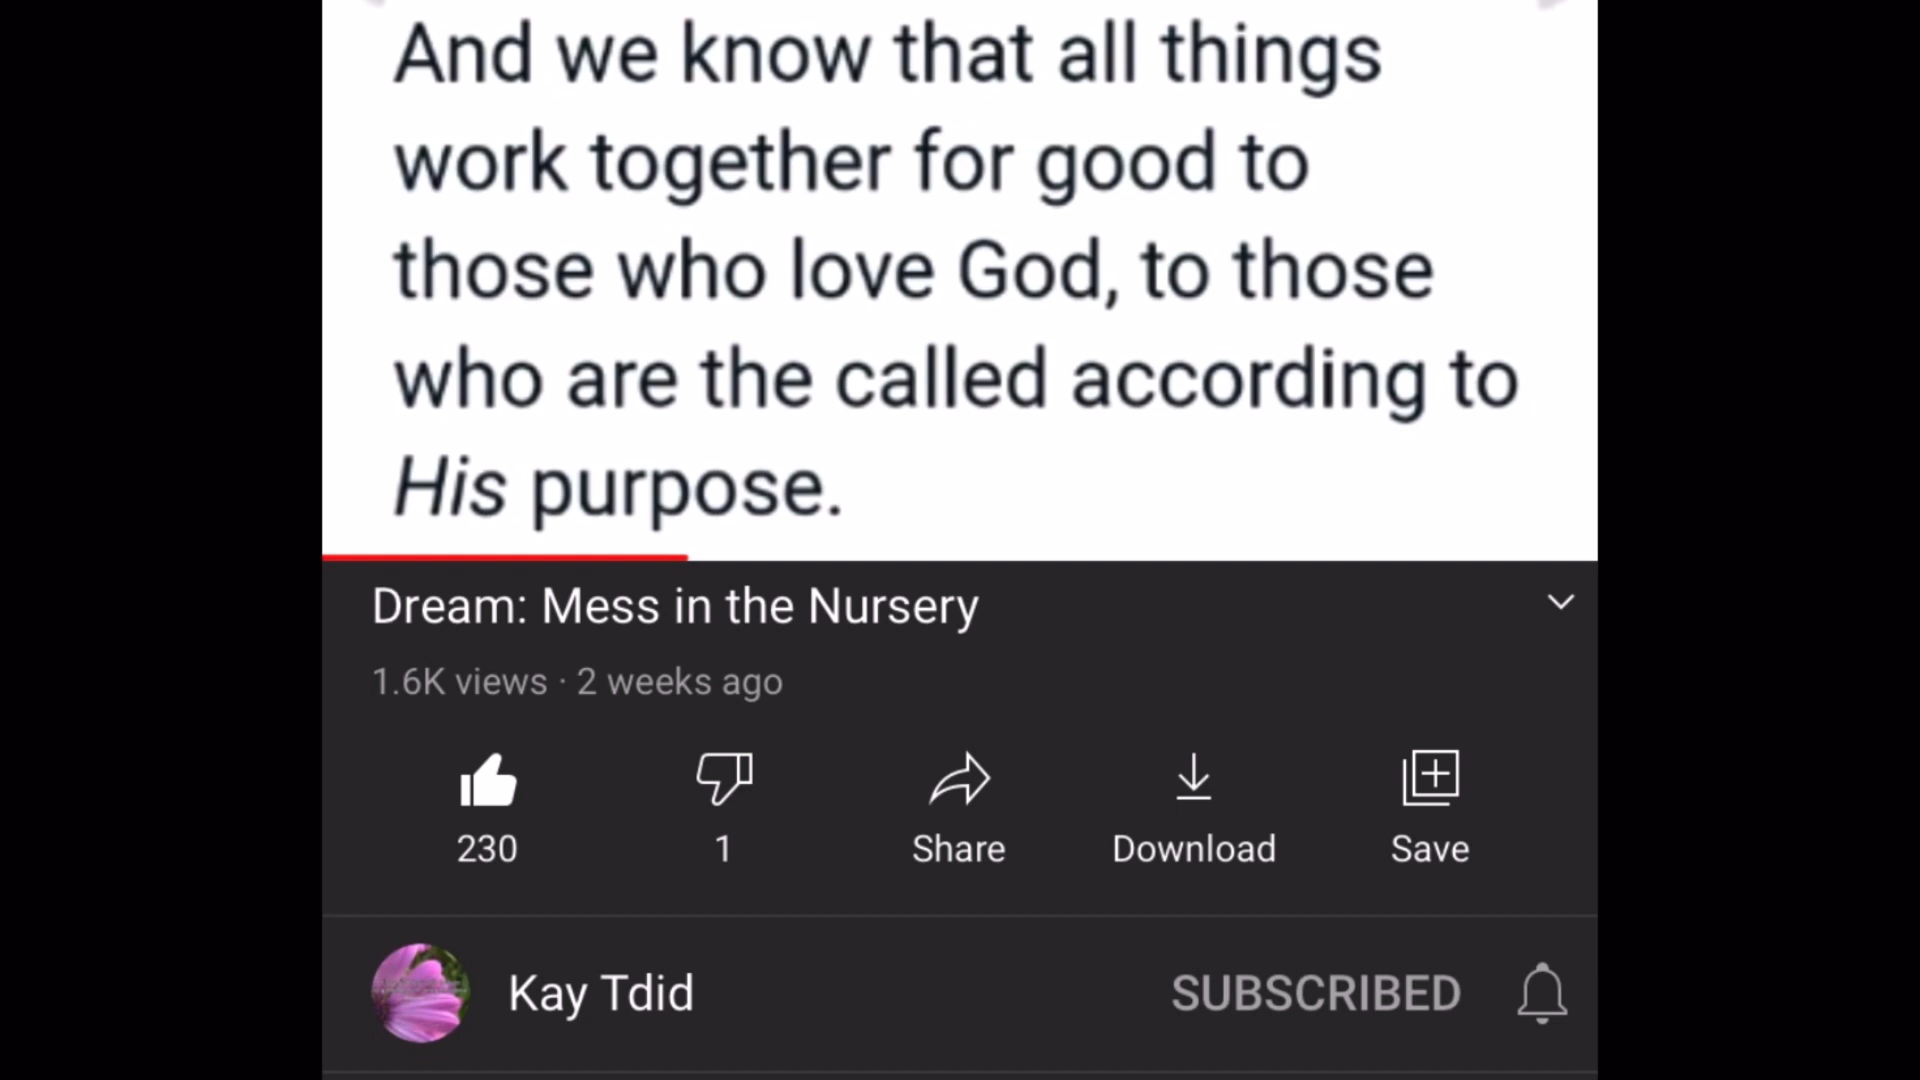 And we know that all things
work together for good to
those who love God, to those
who are the called according to
His purpose.
Dream: Mess in the Nursery
1.6K views · 2 weeks ago
230
1
Share
Download
Save
Kay Tdid
SUBSCRIBED